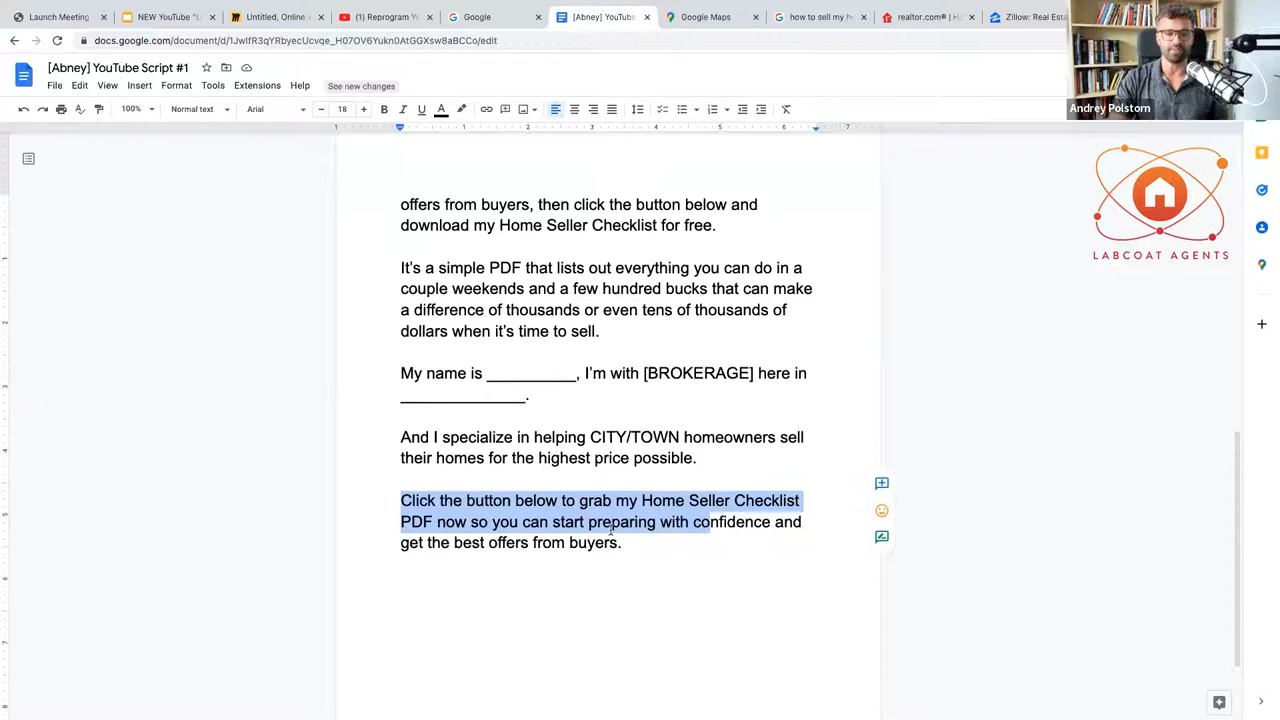 Launch Meeting
NEW YouTube "L
Untitled, Online W
(1) Reprogram Y
Google
[Abney] YouTube
Google Maps
how to sell my h
realtor.com® | H
Zillow: Real Esta
docs.google.com/document/d/1JwIfR3qYRbyecUcvqe_H07OV6Yukn0AtGGXsw8aBCSo/edit
[Abney] YouTube Script #1
File Edit View Insert Format Tools Extensions Help See new changes
100% Normal text Arial 18
Andrey Polstorn
LABCOAT AGENTS
offers from buyers, then click the button below and
download my Home Seller Checklist for free.
It's a simple PDF that lists out everything you can do in a
couple weekends and a few hundred bucks that can make
a difference of thousands or even tens of thousands of
dollars when it's time to sell.
My name is __________, I'm with [BROKERAGE] here in
______________.
And I specialize in helping CITY/TOWN homeowners sell
their homes for the highest price possible.
Click the button below to grab my Home Seller Checklist
PDF now so you can start preparing with confidence and
get the best offers from buyers.